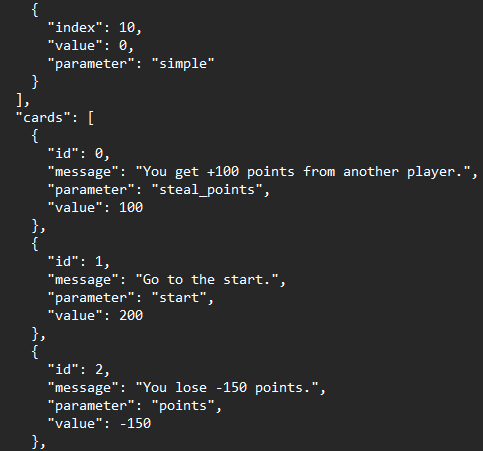 {
"index": 10,
"value": 0,
"parameter": "simple"
}
],
"cards": [
{
"id": 0,
"message": "You get +100 points from another player.",
"parameter": "steal_points",
"value": 100
},
{
"id": 1,
"message": "Go to the start.",
"parameter": "start",
"value": 200
},
{
"id": 2,
"message": "You lose -150 points.",
"parameter": "points",
"value": -150
},